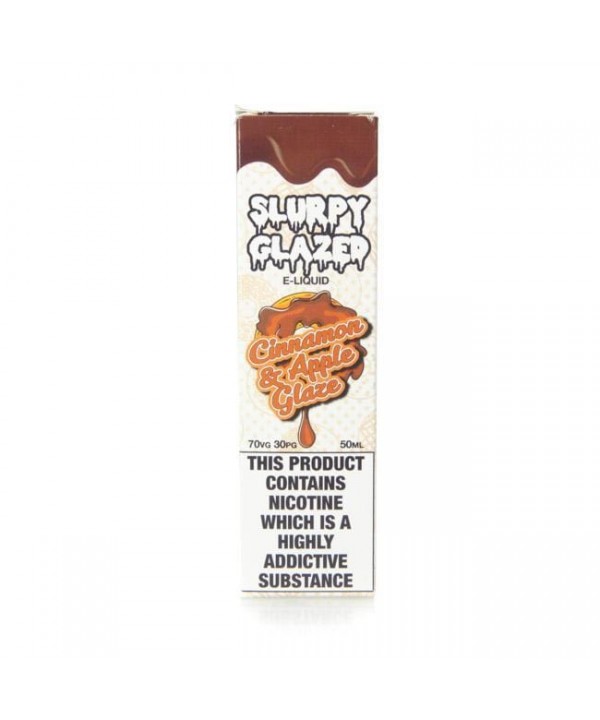 SLURPY
GLAZED
E-LIQUID
Cinnamon
& Apple
Glaze
70VG 30PG 50ML
THIS PRODUCT
CONTAINS
NICOTINE
WHICH IS A
HIGHLY
ADDICTIVE
SUBSTANCE